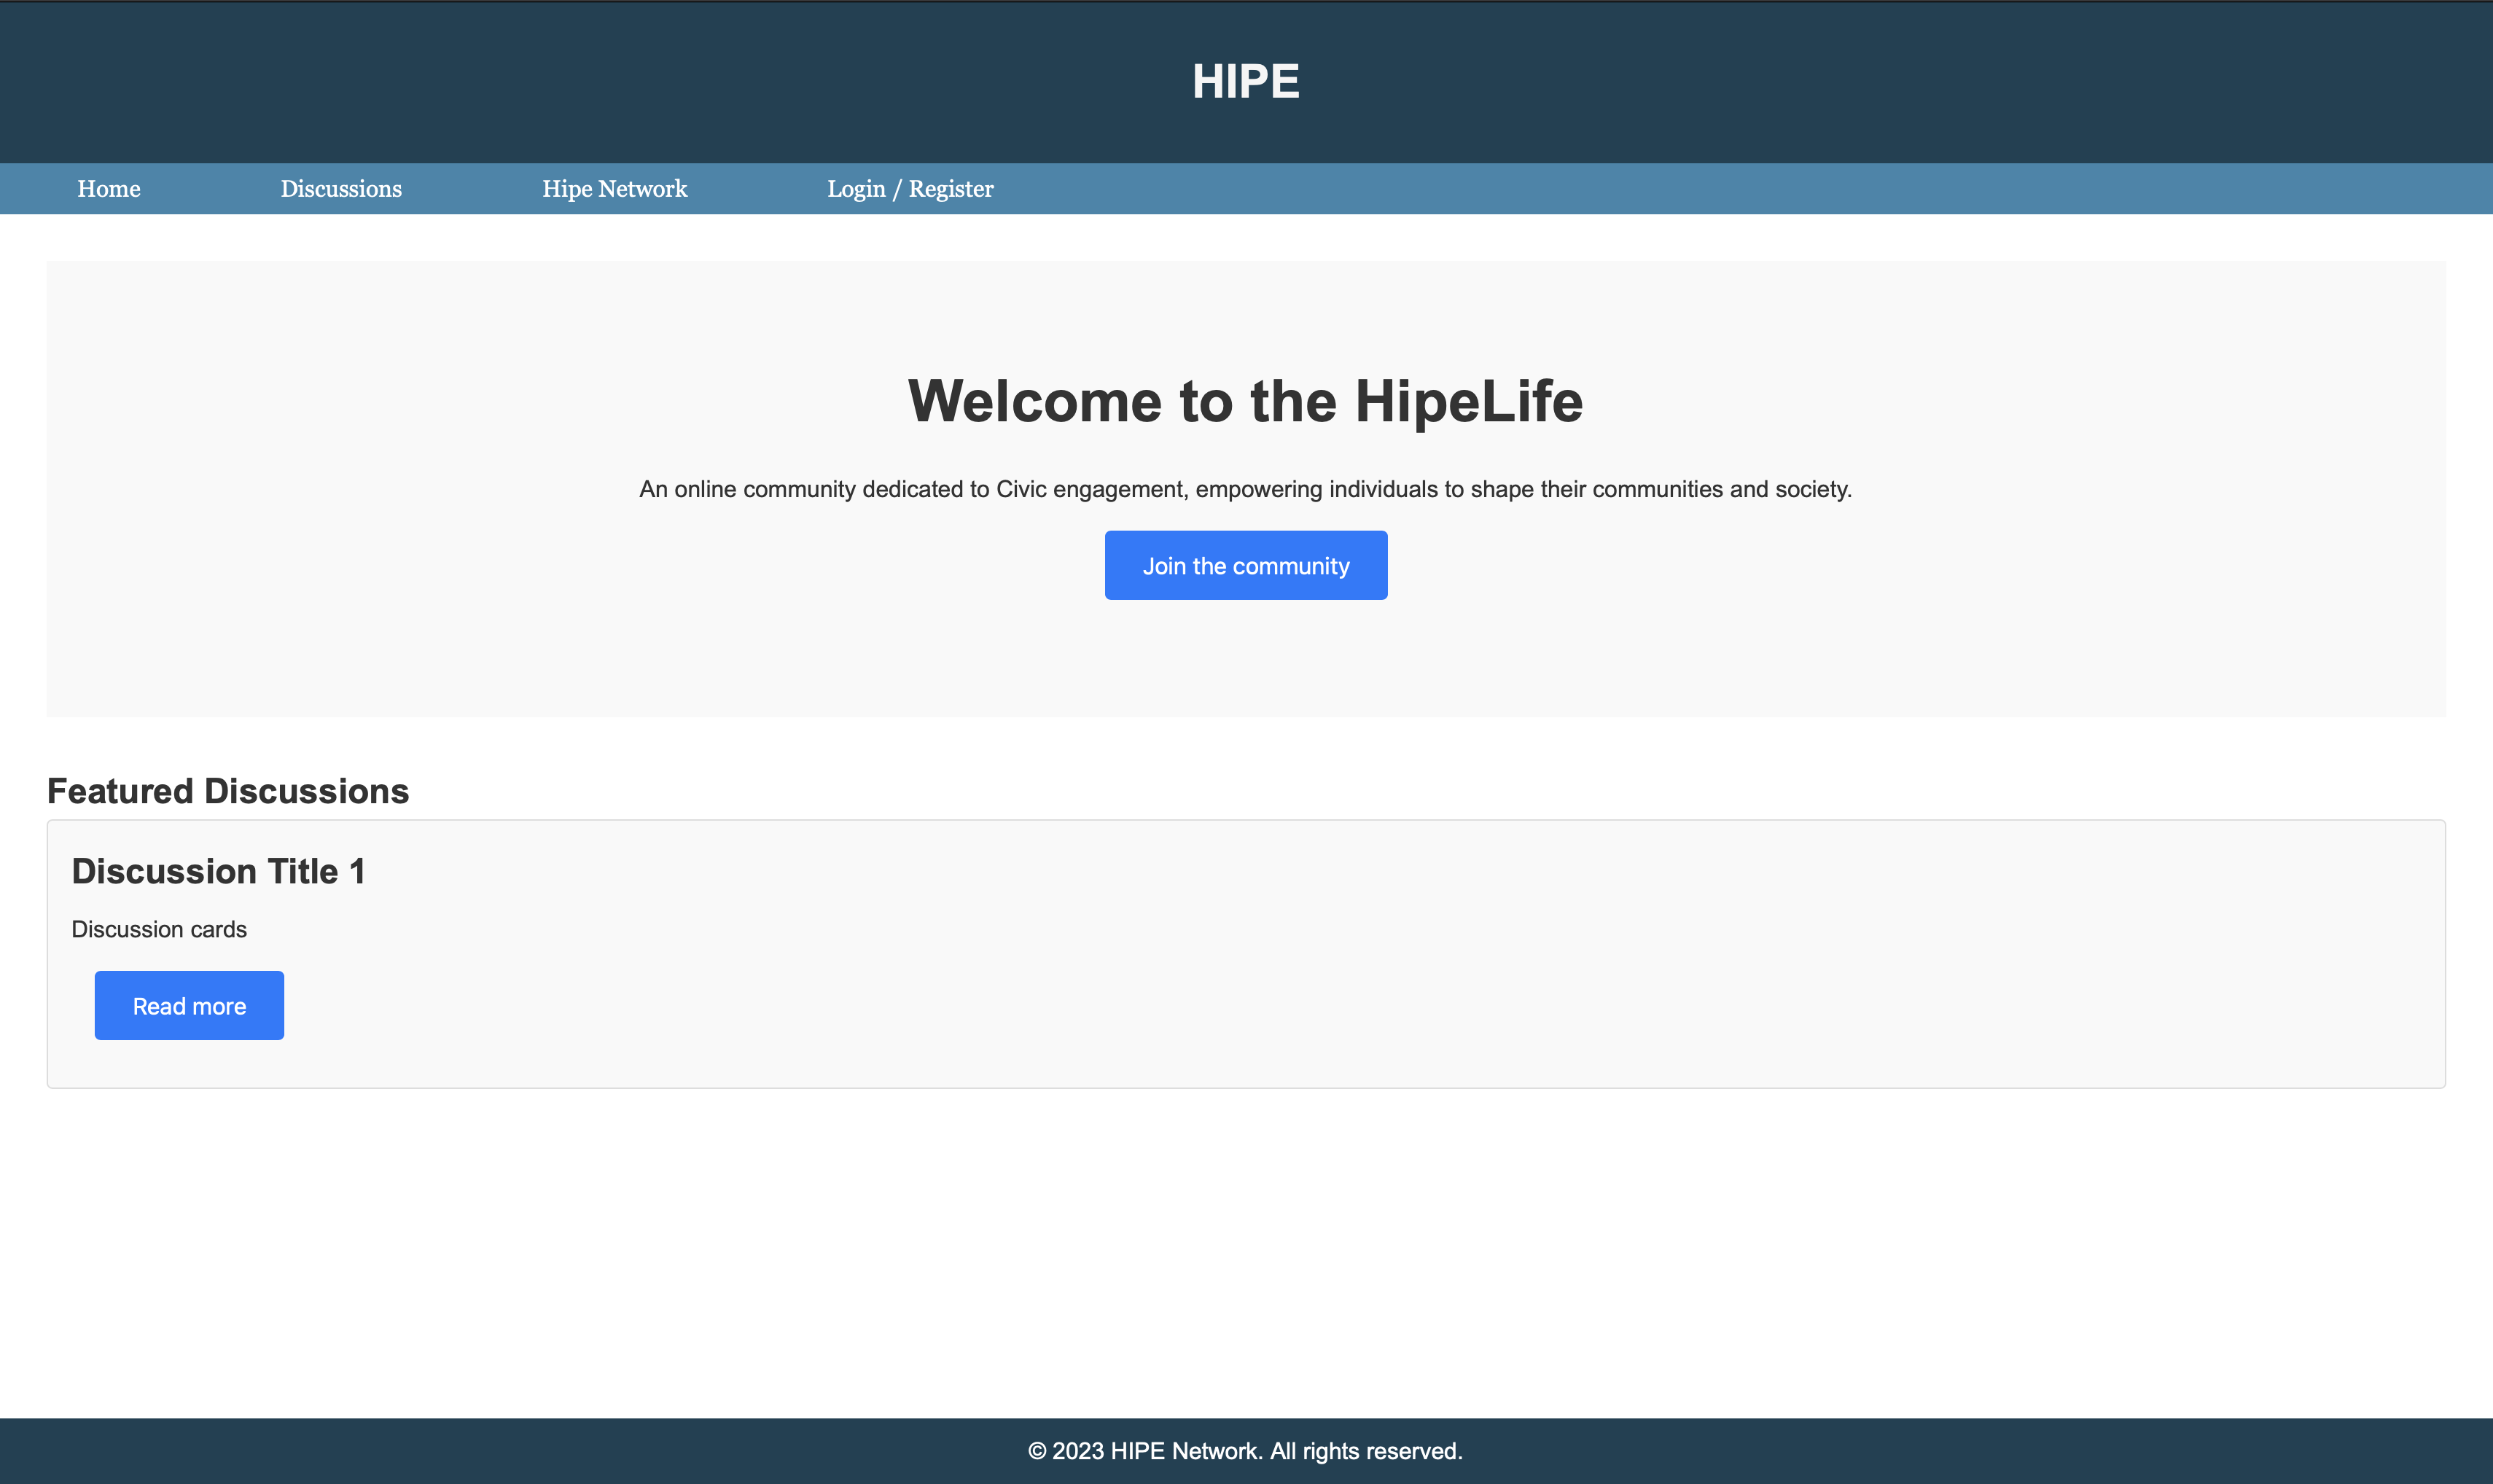 HIPE
Home Discussions Hipe Network Login / Register
Welcome to the HipeLife
An online community dedicated to Civic engagement, empowering individuals to shape their communities and society.
Join the community
Featured Discussions
Discussion Title 1
Discussion cards
Read more
© 2023 HIPE Network. All rights reserved.